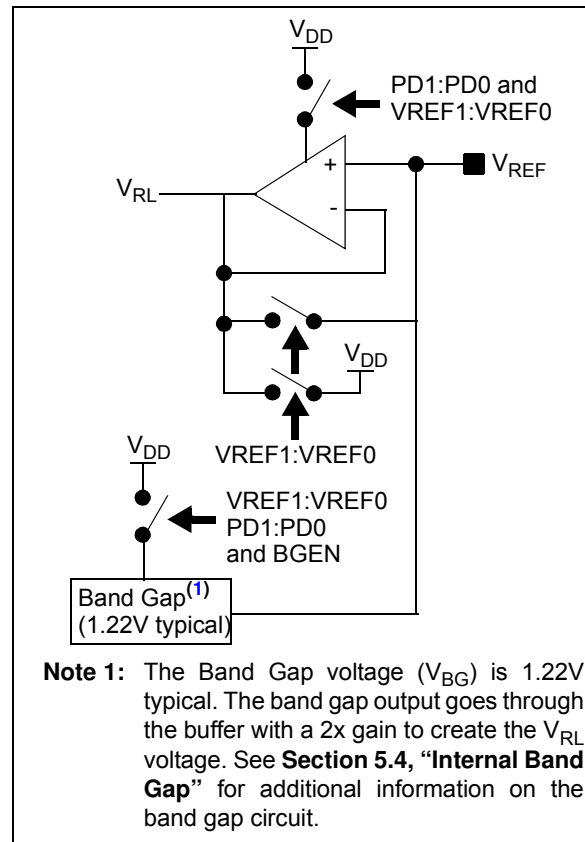 VDD
PD1:PD0 and
VREF1:VREF0
+
VREF
VRL
-
VDD
VREF1:VREF0
VDD
VREF1:VREF0
PD1:PD0
and BGEN
Band Gap(1)
(1.22V typical)
Note 1: The Band Gap voltage (VBG) is 1.22V
typical. The band gap output goes through
the buffer with a 2x gain to create the VRL
voltage. See Section 5.4, “Internal Band
Gap” for additional information on the
band gap circuit.